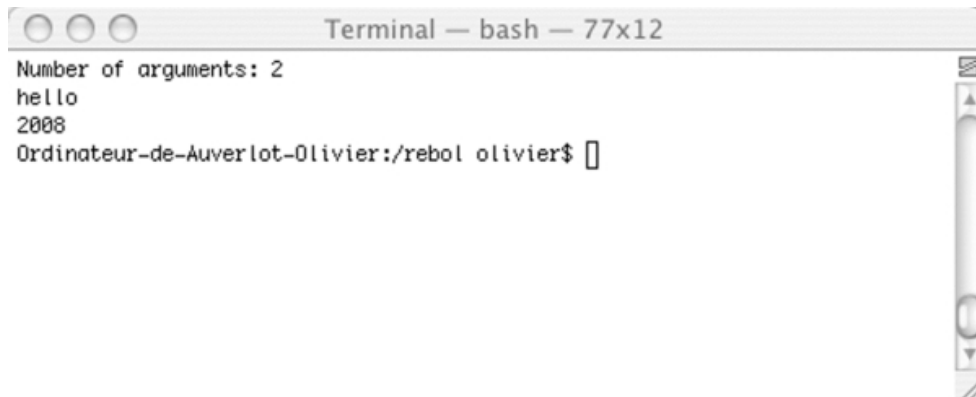 Terminal — bash — 77x12
Number of arguments: 2
hello
2008
Ordinateur-de-Auverlot-Olivier:/rebol olivier$